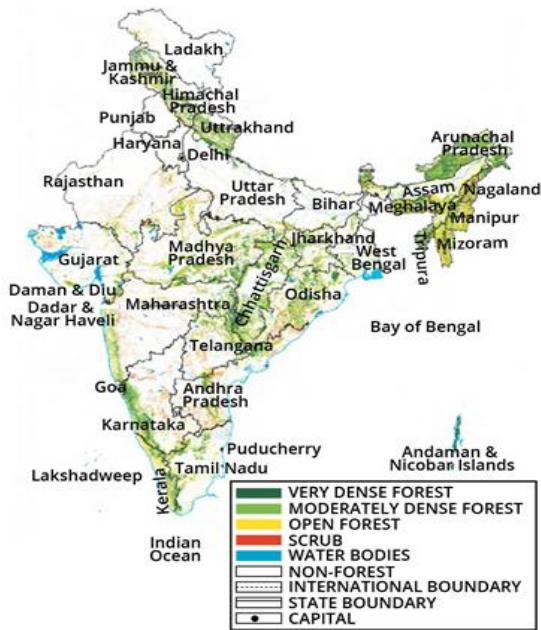 Ladakh
Jammu &
Kashmir
Himachal
Pradesh
Punjab
Uttrakhand
Haryana
Delhi
Arunachal
Pradesh
Rajasthan
Uttar
Pradesh
Bihar
Assam
Nagaland
Meghalaya
Manipur
Mizoram
Tripura
Gujarat
Madhya
Pradesh
Jharkhand
West
Bengal
Chhattisgarh
Daman & Diu
Dadar &
Nagar Haveli
Maharashtra
Odisha
Bay of Bengal
Telangana
Goa
Andhra
Pradesh
Karnataka
Puducherry
Andaman &
Nicobar Islands
Lakshadweep
Kerala
Tamil Nadu
Indian
Ocean
VERY DENSE FOREST
MODERATELY DENSE FOREST
OPEN FOREST
SCRUB
WATER BODIES
NON-FOREST
INTERNATIONAL BOUNDARY
STATE BOUNDARY
CAPITAL